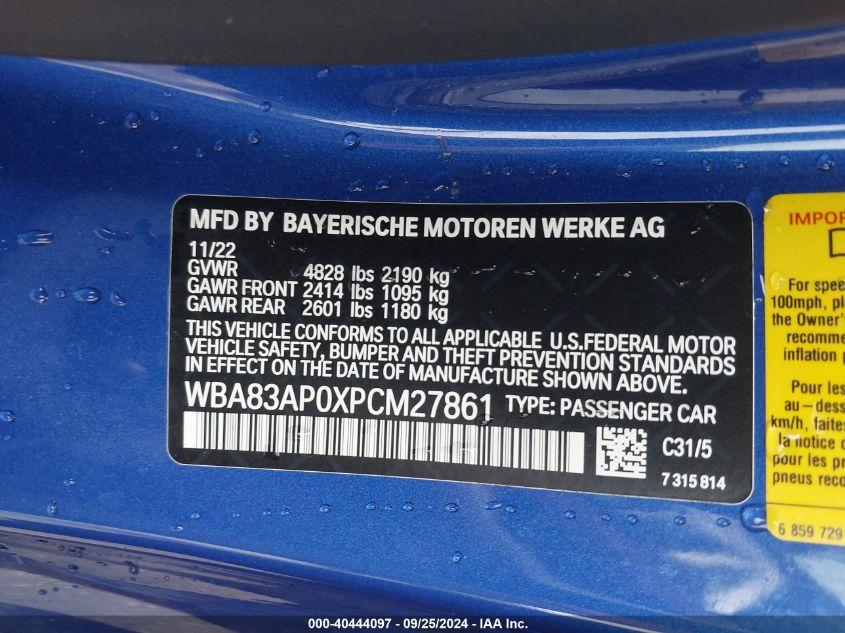 MFD BY BAYERISCHE MOTOREN WERKE AG
11/22
GVWR 4828 lbs 2190 kg
GAWR FRONT 2414 lbs 1095 kg
GAWR REAR 2601 lbs 1180 kg
THIS VEHICLE CONFORMS TO ALL APPLICABLE U.S.FEDERAL MOTOR
VEHICLE SAFETY, BUMPER AND THEFT PREVENTION STANDARDS
IN EFFECT ON THE DATE OF MANUFACTURE SHOWN ABOVE.
WBA83AP0XPCM27861 TYPE: PASSENGER CAR
C31/5
7 315 814
IMPOR
For spee
100mph, pl
the Owner'
recomme
inflation
Pour les
au-dess
km/h, faites
la notice
pour les p
pneus reco
6 859 729
000-40444097 - 09/25/2024 - IAA Inc.